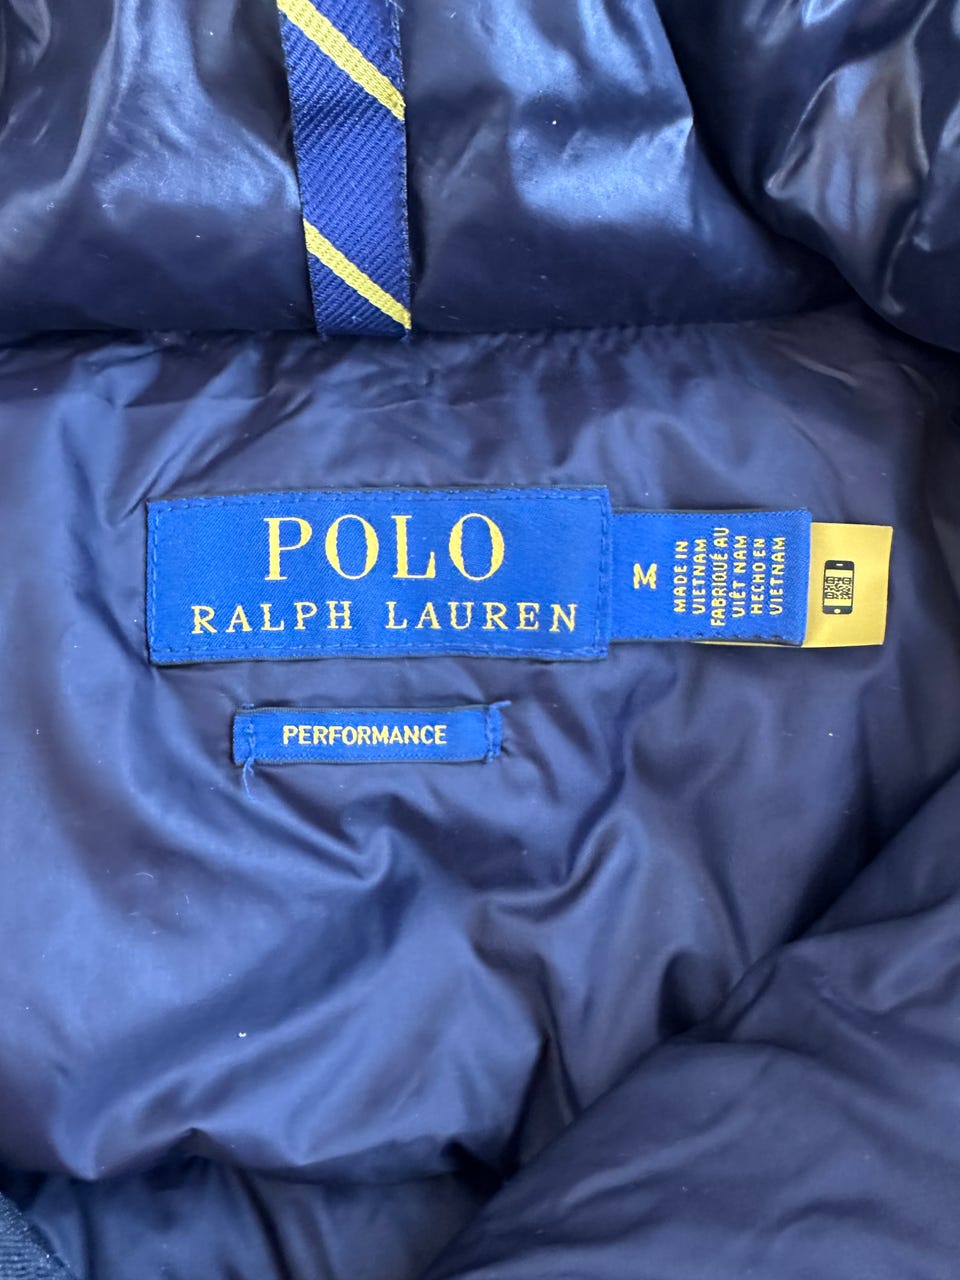 POLO
RALPH LAUREN
M
MADE IN
VIETNAM
FABRIQUÉ AU
VIÊT NAM
HECHO EN
VIETNAM
PERFORMANCE